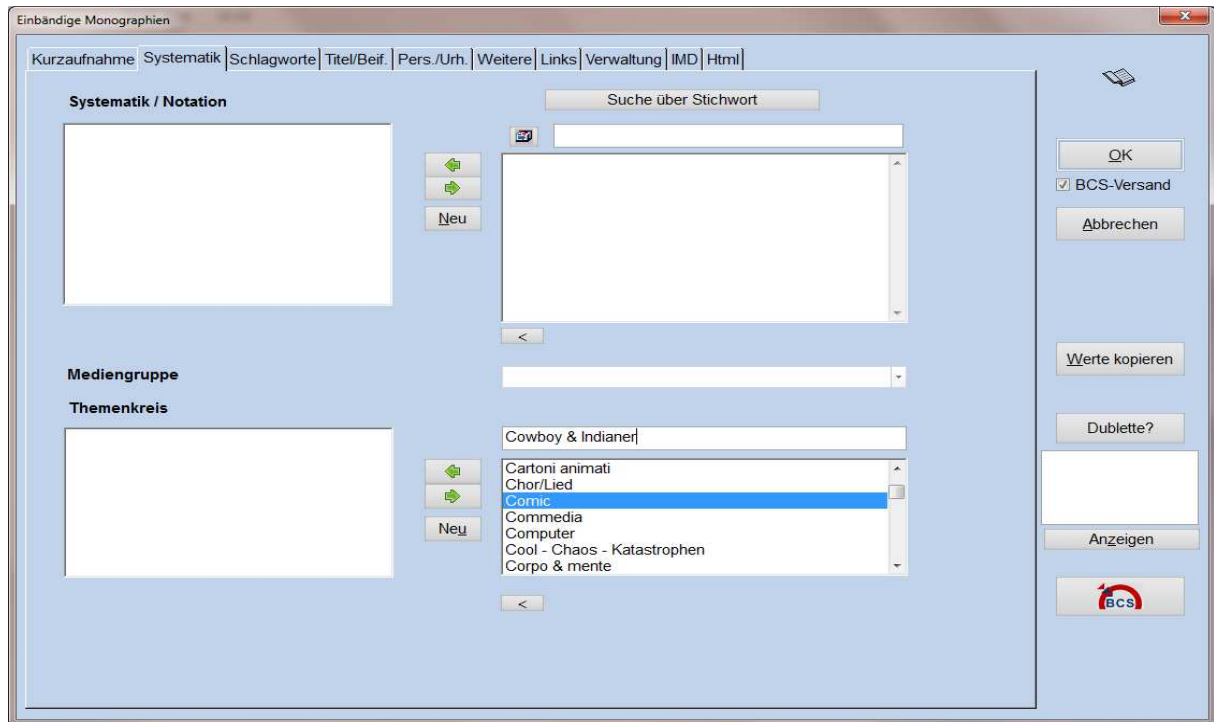 Einbändige Monographien
Kurzaufnahme Systematik Schlagworte Titel/Beif. Pers./Urh. Weitere Links Verwaltung IMD Html
Systematik / Notation
Suche über Stichwort
Neu
<
OK
BCS-Versand
Abbrechen
Mediengruppe
Werte kopieren
Themenkreis
Cowboy & Indianer
Cartoni animati
Chor/Lied
Comic
Commedia
Computer
Cool - Chaos - Katastrophen
Corpo & mente
Neu
<
Dublette?
Anzeigen
BCS